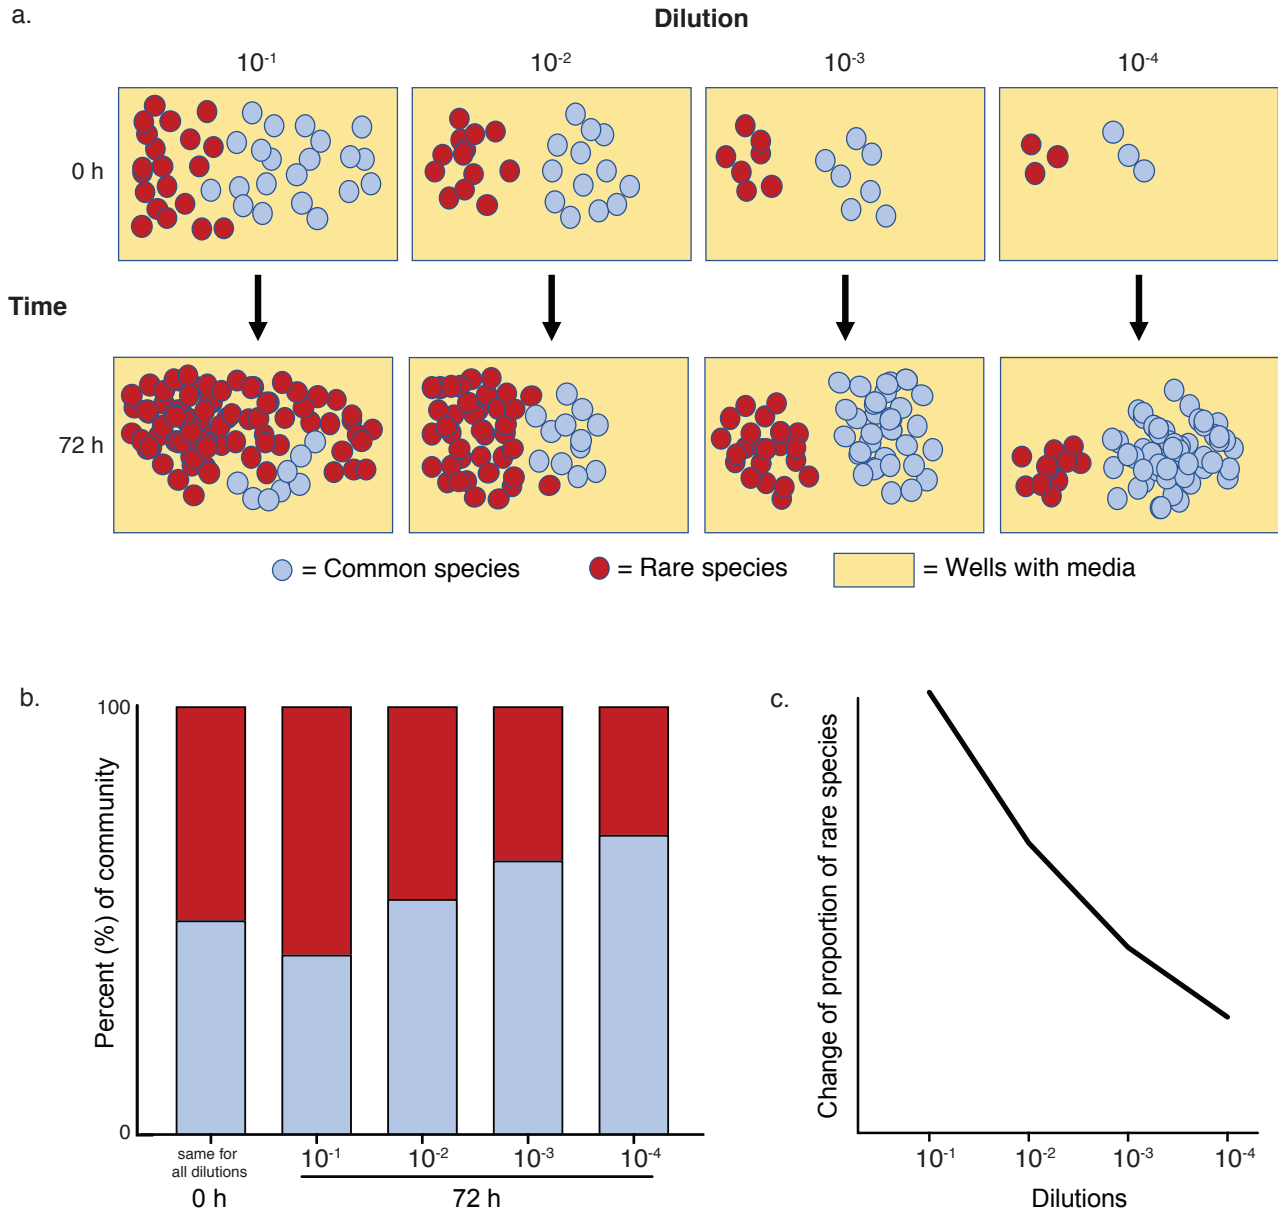 a.
Dilution
10⁻¹ 10⁻² 10⁻³ 10⁻⁴
0 h
Time
72 h
= Common species = Rare species = Wells with media
b.
100
Percent (%) of community
0
same for
all dilutions
10⁻¹ 10⁻² 10⁻³ 10⁻⁴
0 h 72 h
c.
Change of proportion of rare species
10⁻¹ 10⁻² 10⁻³ 10⁻⁴
Dilutions